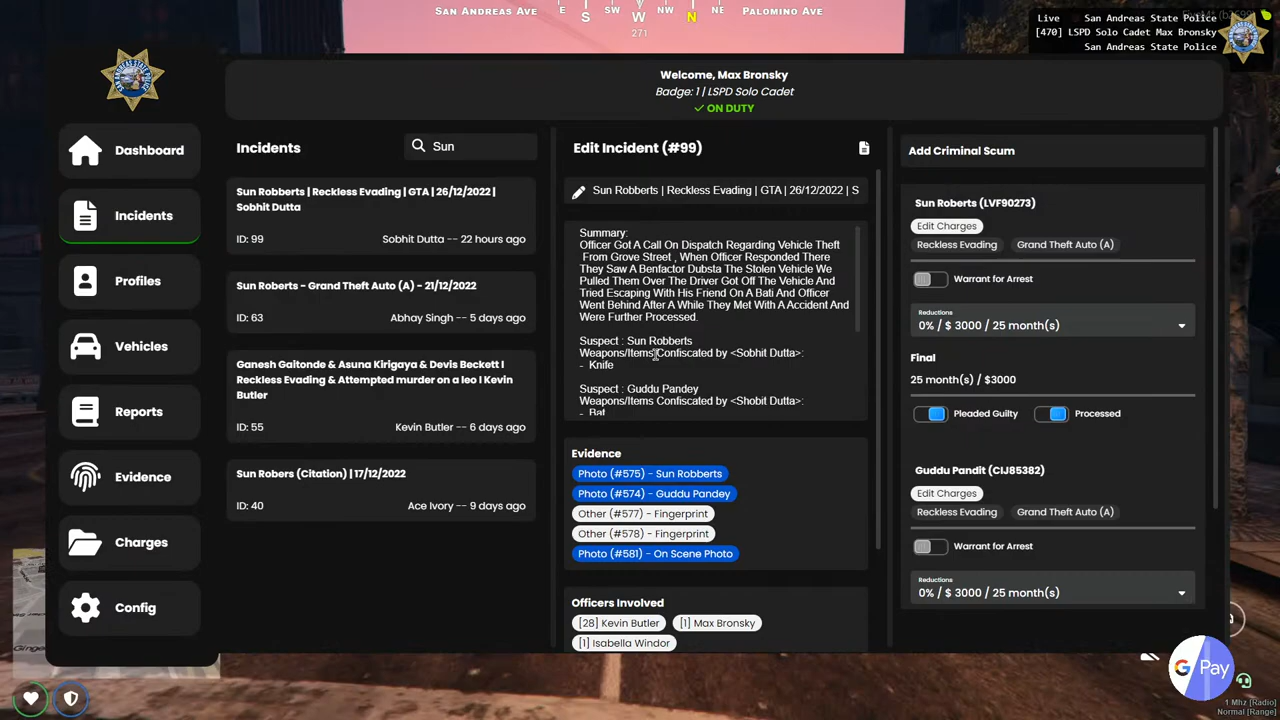 SAN ANDREAS AVE
E
S
SW
W
NW
N
NE
PALOMINO AVE
271
Live San Andreas State Police
[470] LSPD Solo Cadet Max Bronsky
San Andreas State Police
Welcome, Max Bronsky
Badge: 1 | LSPD Solo Cadet
✓ ON DUTY
Dashboard
Incidents
Profiles
Vehicles
Reports
Evidence
Charges
Config
Incidents
Sun
Sun Robberts | Reckless Evading | GTA | 26/12/2022 |
Sobhit Dutta
ID: 99 Sobhit Dutta -- 22 hours ago
Sun Robberts - Grand Theft Auto (A) - 21/12/2022
ID: 63 Abhay Singh -- 5 days ago
Ganesh Gaitonde & Asuna Kirigaya & Devis Beckett I
Reckless Evading & Attempted murder on a leo I Kevin
Butler
ID: 55 Kevin Butler -- 6 days ago
Sun Robers (Citation) | 17/12/2022
ID: 40 Ace Ivory -- 9 days ago
Edit Incident (#99)
Sun Robberts | Reckless Evading | GTA | 26/12/2022 | S
Summary:
Officer Got A Call On Dispatch Regarding Vehicle Theft
From Grove Street , When Officer Responded There
They Saw A Benfactor Dubsta The Stolen Vehicle We
Pulled Them Over The Driver Got Off The Vehicle And
Tried Escaping With His Friend On A Bati And Officer
Went Behind After A While They Met With A Accident And
Were Further Processed.
Suspect : Sun Robberts
Weapons/Items Confiscated by <Sobhit Dutta>:
- Knife
Suspect : Guddu Pandey
Weapons/Items Confiscated by <Shobit Dutta>:
- Bat
Evidence
Photo (#575) - Sun Robberts
Photo (#574) - Guddu Pandey
Other (#577) - Fingerprint
Other (#578) - Fingerprint
Photo (#581) - On Scene Photo
Officers Involved
[28] Kevin Butler
[1] Max Bronsky
[1] Isabella Windor
Add Criminal Scum
Sun Roberts (LVF90273)
Edit Charges
Reckless Evading
Grand Theft Auto (A)
Warrant for Arrest
Reductions
0% / $ 3000 / 25 month(s)
Final
25 month(s) / $3000
Pleaded Guilty
Processed
Guddu Pandit (CIJ85382)
Edit Charges
Reckless Evading
Grand Theft Auto (A)
Warrant for Arrest
Reductions
0% / $ 3000 / 25 month(s)
G Pay
1 Mhz [Radio]
Normal [Range]